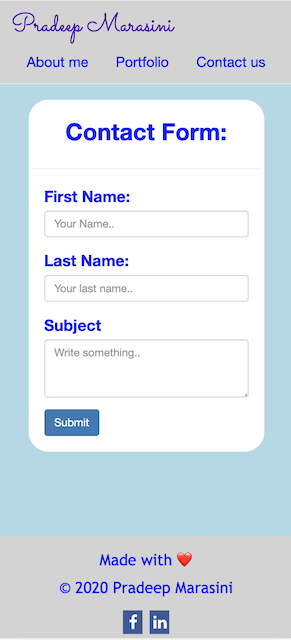 Pradeep Marasini
About me Portfolio Contact us
Contact Form:
First Name:
Your Name..
Last Name:
Your last name..
Subject
Write something..
Submit
Made with ❤️
© 2020 Pradeep Marasini
f in